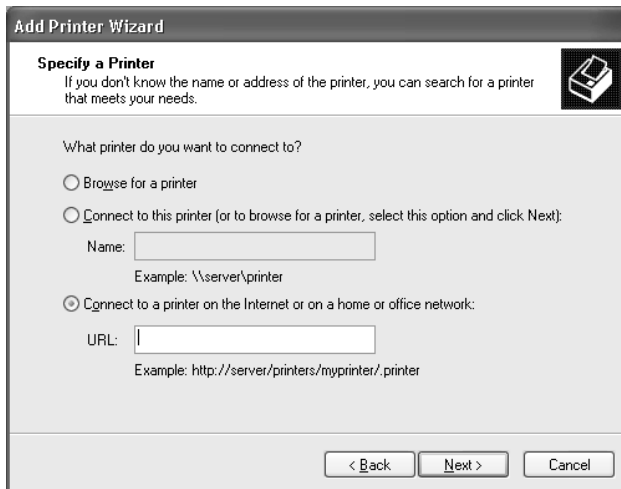 Add Printer Wizard
Specify a Printer
If you don't know the name or address of the printer, you can search for a printer
that meets your needs.
What printer do you want to connect to?
Browse for a printer
Connect to this printer (or to browse for a printer, select this option and click Next):
Name:
Example: \\server\printer
Connect to a printer on the Internet or on a home or office network:
URL:
Example: http://server/printers/myprinter/.printer
< Back Next > Cancel